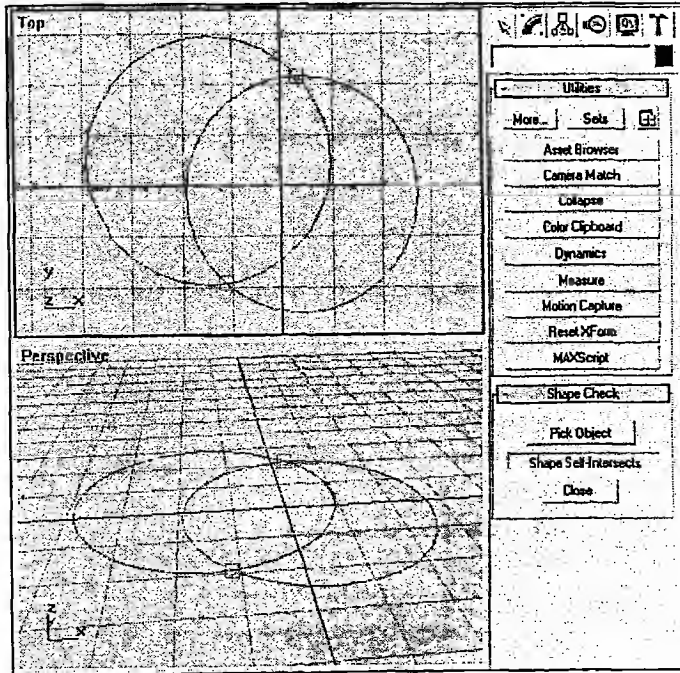 Top
y
z x
Perspective
z
y
x
Utilities
More...
Sets
Asset Browser
Camera Match
Collapse
Color Clipboard
Dynamics
Measure
Motion Capture
Reset XForm
MAXScript
Shape Check
Pick Object
Shape Self-Intersects
Close